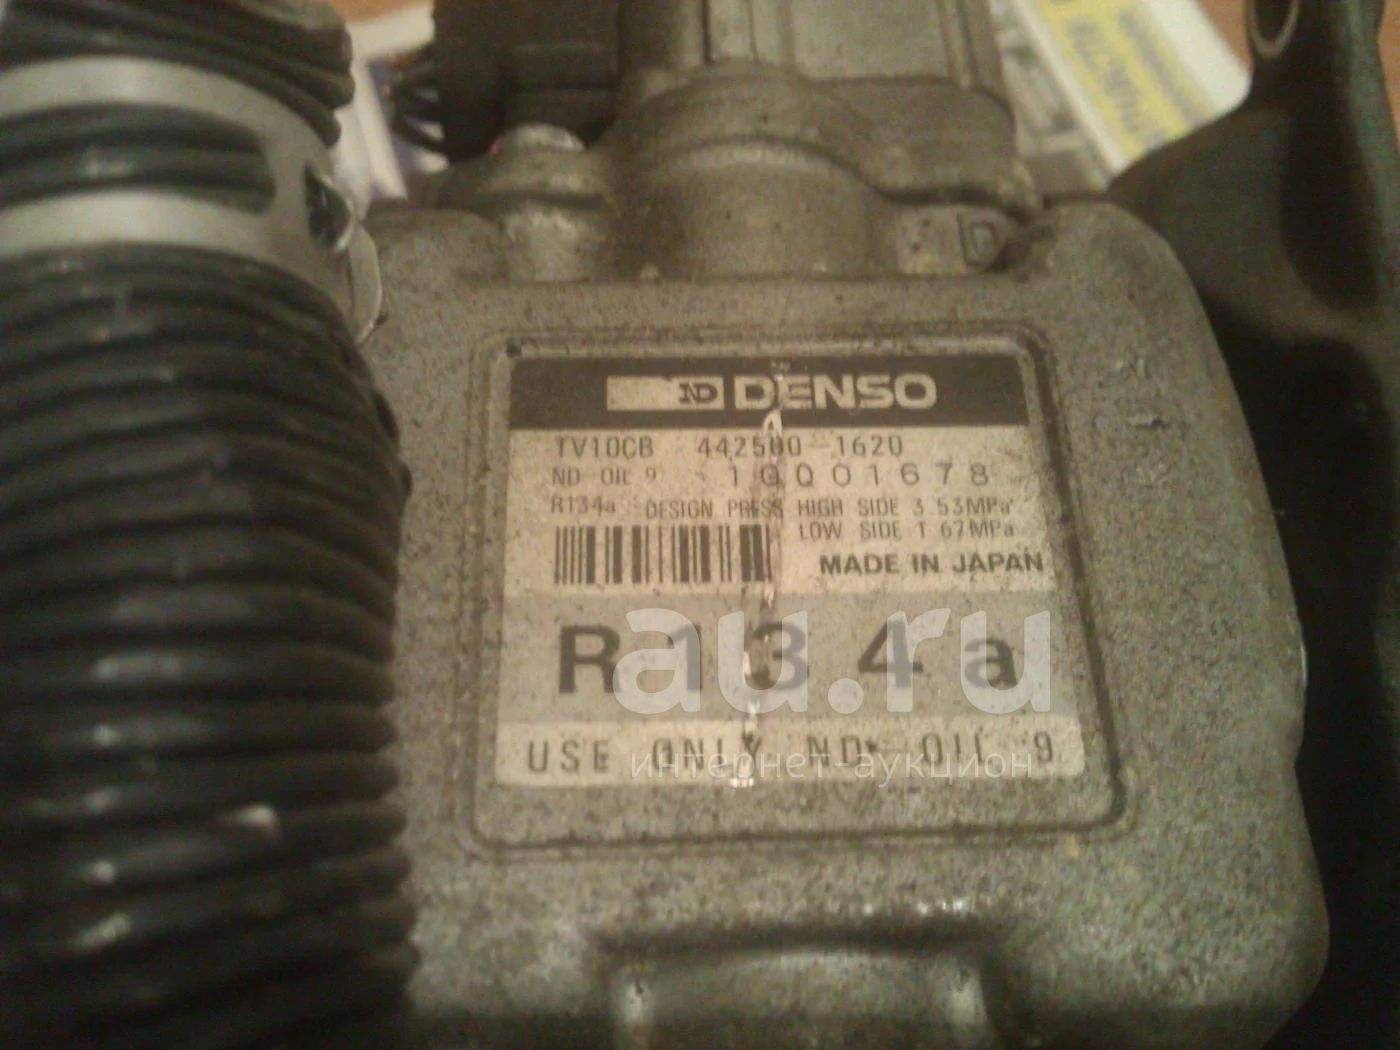 D
ND DENSO
TV10CB 442500-1620
ND-OIL 9 10001678
R134a DESIGN PRESS HIGH SIDE 3.53MPa
LOW SIDE 1.67MPa
MADE IN JAPAN
R134a
au.ru
USE ONLY ND-OIL 9
интернет-аукцион